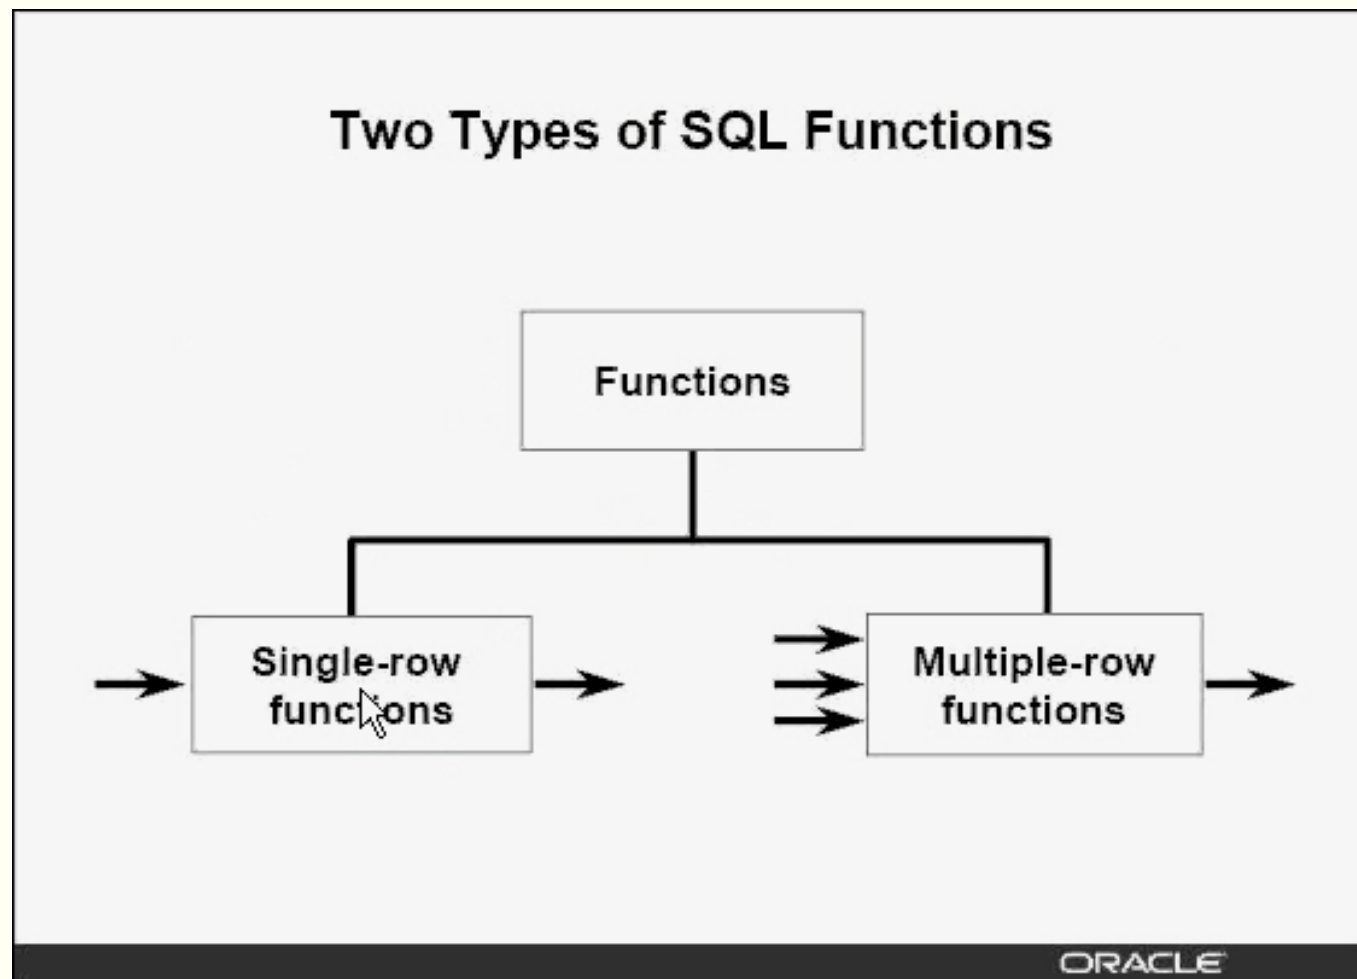 Two Types of SQL Functions
Functions
Single-row
functions
Multiple-row
functions
ORACLE